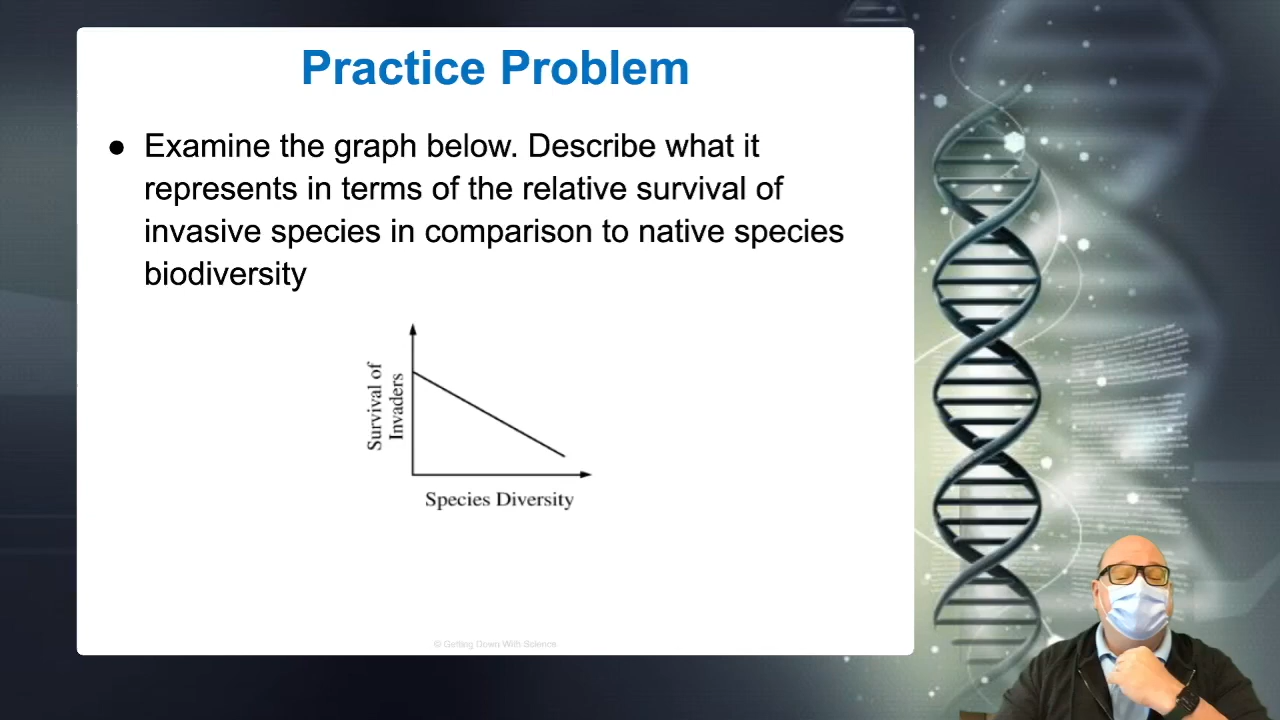 Practice Problem
● Examine the graph below. Describe what it
represents in terms of the relative survival of
invasive species in comparison to native species
biodiversity
Survival of
Invaders
Species Diversity
© Getting Down With Science